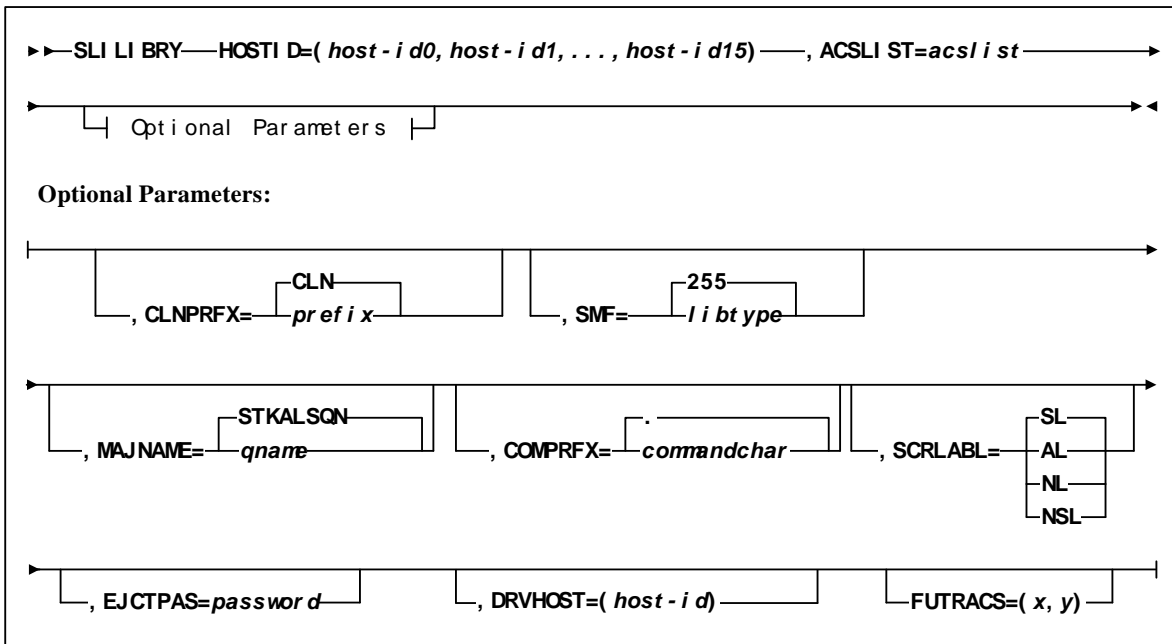 SLILIBRY HOSTID=(host-id0,host-id1,...,host-id15) ,ACSLIST=acslist
Optional Parameters
Optional Parameters:
CLN 255
,CLNPRFX= prefix ,SMF= libtype
STKALSQN . SL
,MAJNAME= qname ,COMPRFX= commandchar ,SCRLABL= AL
NL
NSL
,EJCTPAS=password ,DRVHOST=(host-id) FUTRACS=(x,y)